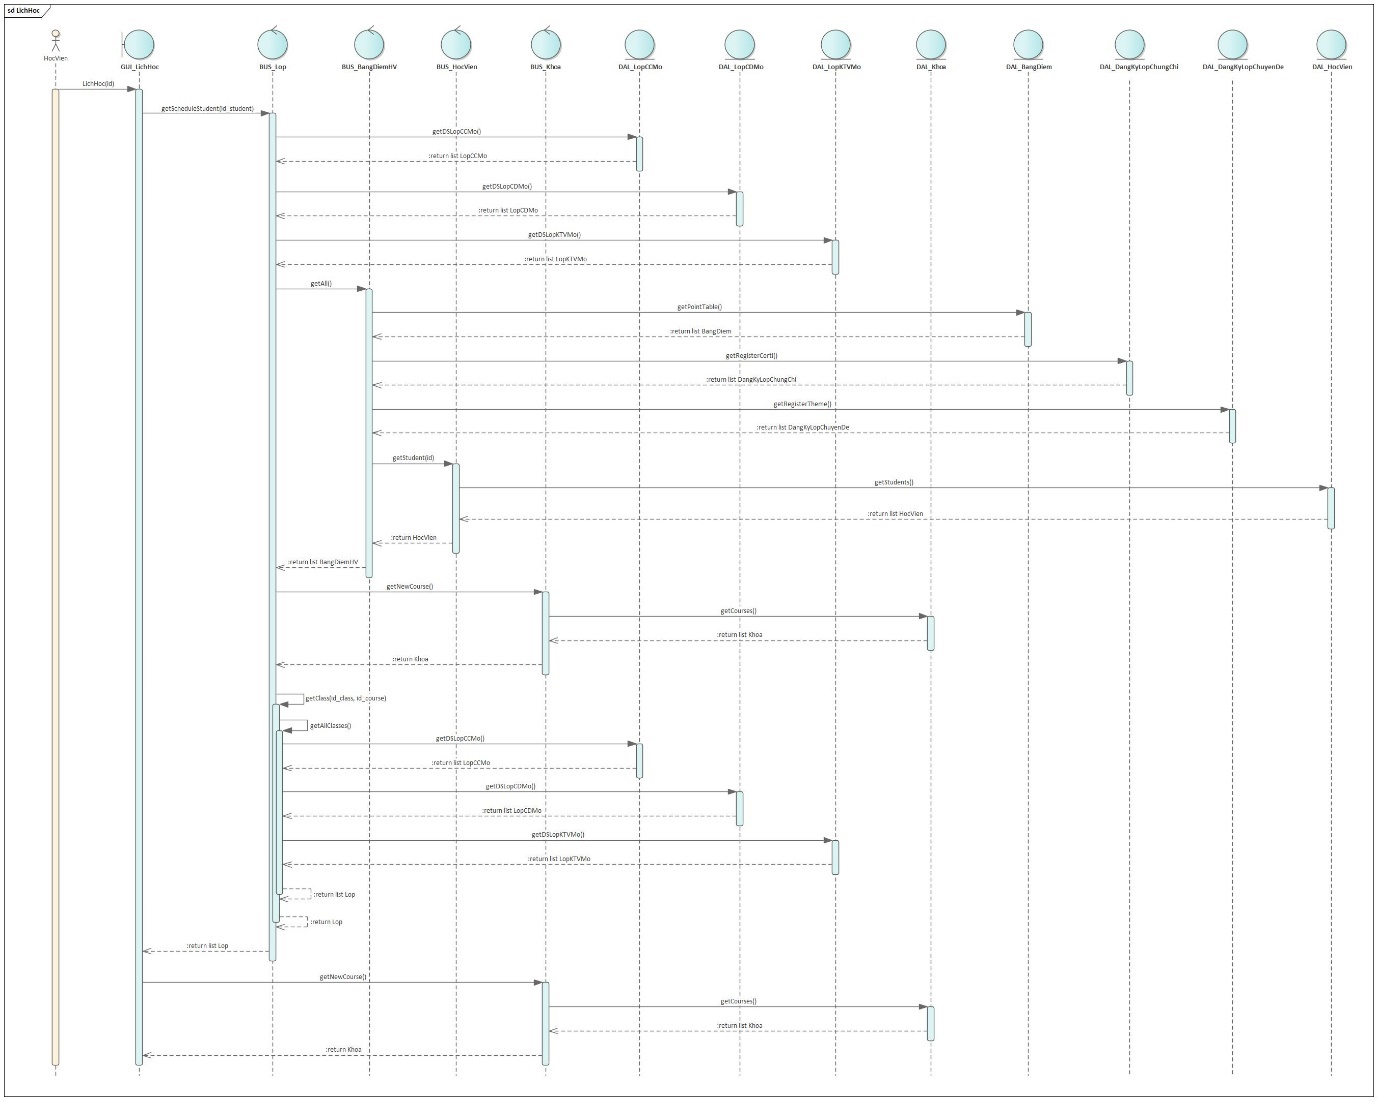 sd LichHoc
HocVien
GUI_LichHoc
BUS_Lop
BUS_BangDiemHV
BUS_HocVien
BUS_Khoa
DAL_LopCCMo
DAL_LopCDMo
DAL_LopKTVMo
DAL_Khoa
DAL_BangDiem
DAL_DangKyLopChungChi
DAL_DangKyLopChuyenDe
DAL_HocVien
LichHoc(id)
getScheduleStudent(id_student)
getDSLopCCMo()
:return list LopCCMo
getDSLopCDMo()
:return list LopCDMo
getDSLopKTVMo()
:return list LopKTVMo
getAll()
getPointTable()
:return list BangDiem
getRegisterCerti()
:return list DangKyLopChungChi
getRegisterTheme()
:return list DangKyLopChuyenDe
getStudent(id)
getStudents()
:return list HocVien
:return HocVien
:return list BangDiemHV
getNewCourse()
getCourses()
:return list Khoa
:return Khoa
getClass(id_class, id_course)
getAllClasses()
getDSLopCCMo()
:return list LopCCMo
getDSLopCDMo()
:return list LopCDMo
getDSLopKTVMo()
:return list LopKTVMo
:return list Lop
:return Lop
:return list Lop
getNewCourse()
getCourses()
:return list Khoa
:return Khoa